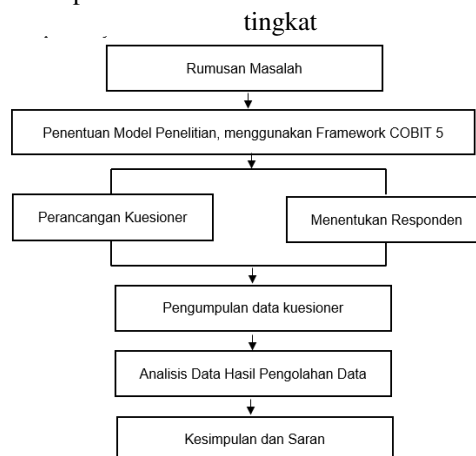 tingkat
Rumusan Masalah
Penentuan Model Penelitian, menggunakan Framework COBIT 5
Perancangan Kuesioner
Menentukan Responden
Pengumpulan data kuesioner
Analisis Data Hasil Pengolahan Data
Kesimpulan dan Saran